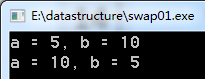 E:\datastructure\swap01.exe
a = 5, b = 10
a = 10, b = 5